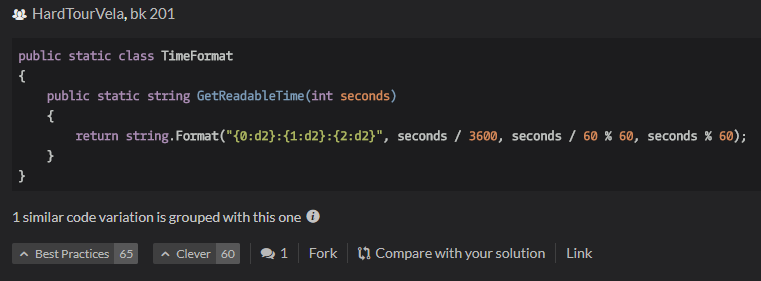 HardTourVela, bk 201
public static class TimeFormat
{
    public static string GetReadableTime(int seconds)
    {
        return string.Format("{0:d2}:{1:d2}:{2:d2}", seconds / 3600, seconds / 60 % 60, seconds % 60);
    }
}
1 similar code variation is grouped with this one
Best Practices 65 Clever 60 1 Fork Compare with your solution Link